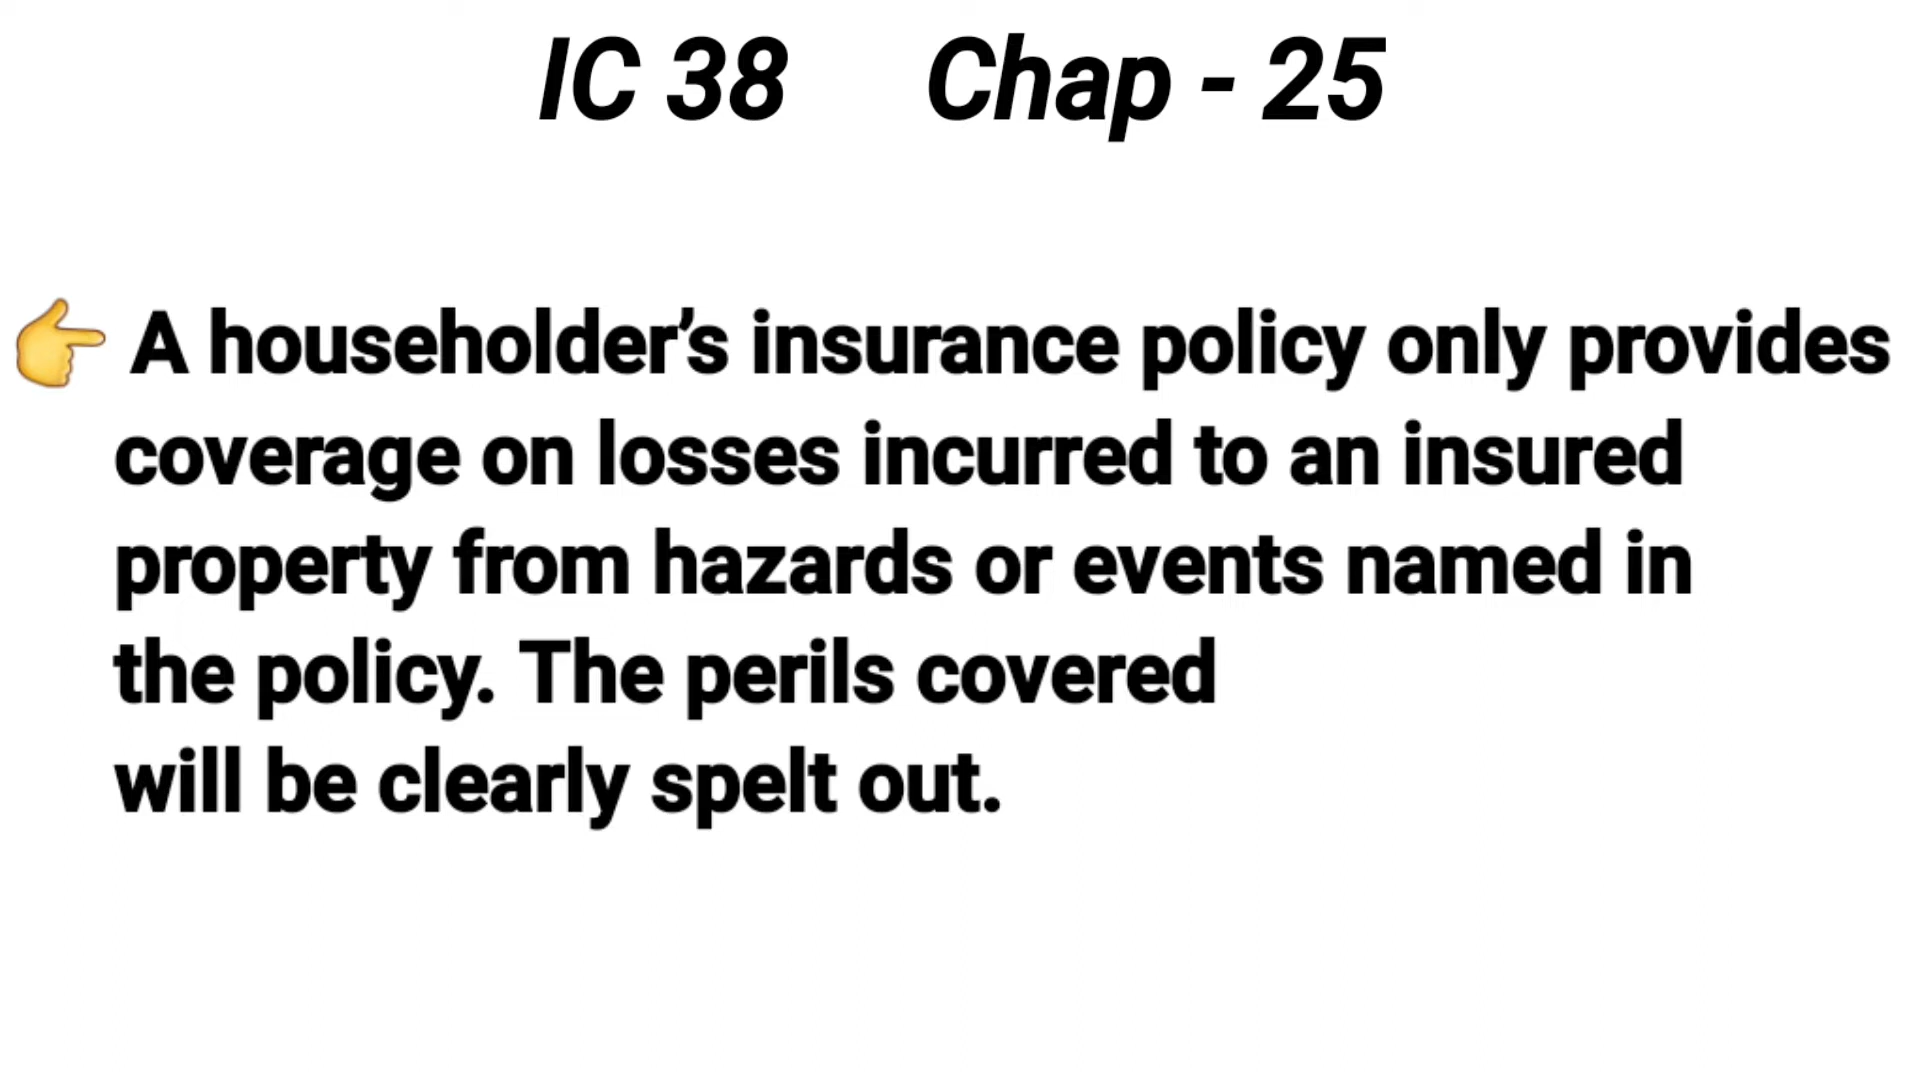 IC 38 Chap - 25
👉 A householder’s insurance policy only provides
coverage on losses incurred to an insured
property from hazards or events named in
the policy. The perils covered
will be clearly spelt out.